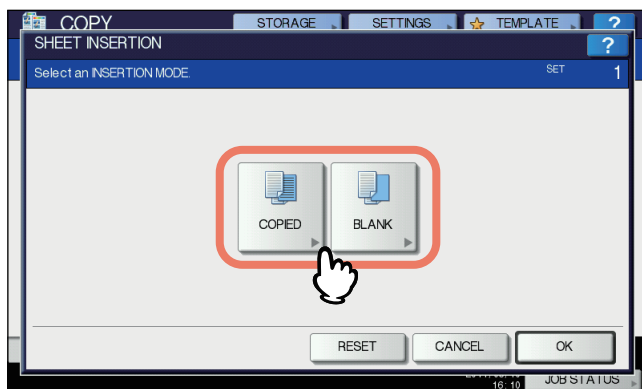 COPY STORAGE SETTINGS TEMPLATE ?
SHEET INSERTION ?
Select an INSERTION MODE. SET 1
COPIED BLANK
RESET CANCEL OK
16:10 JOB STATUS